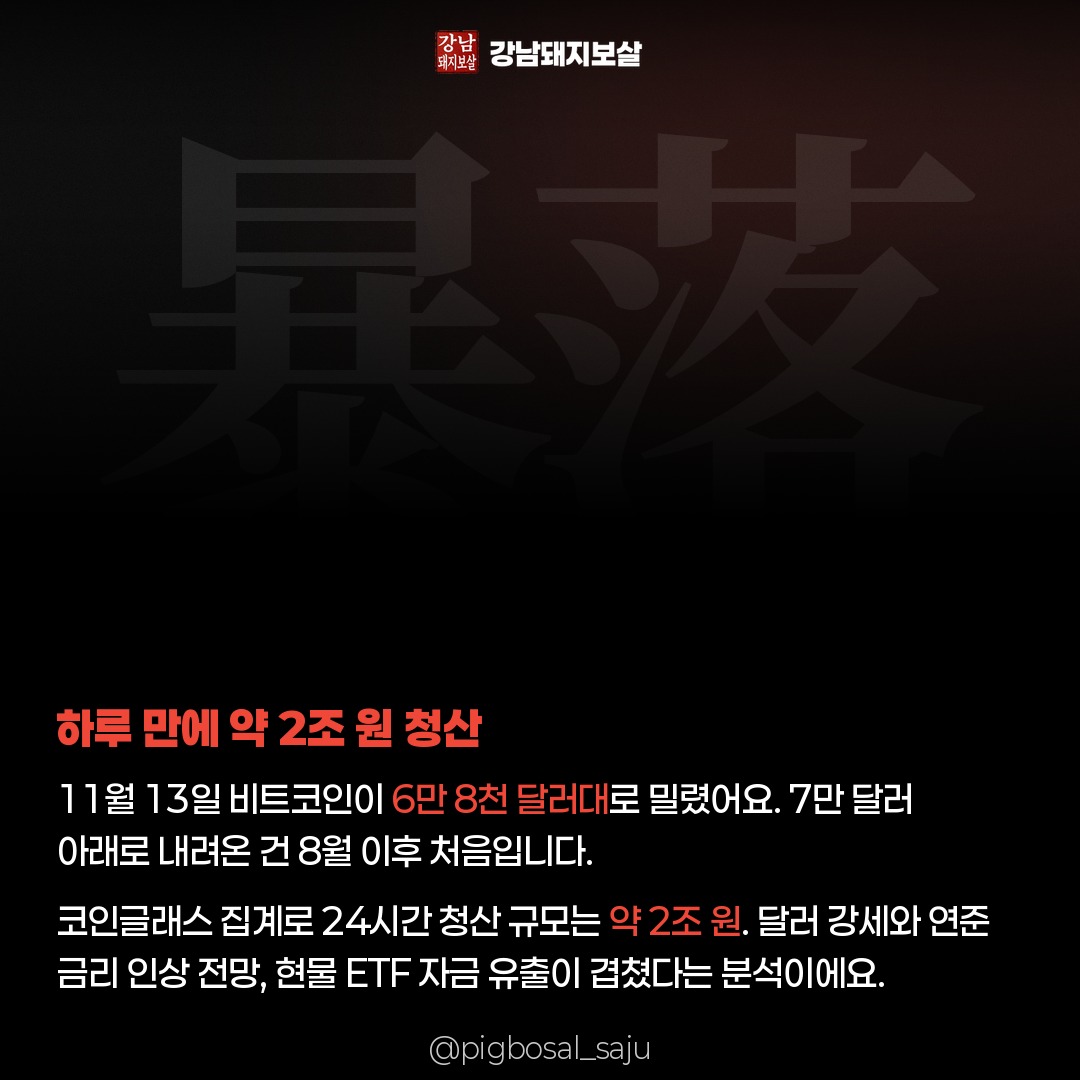 강남
돼지보살
강남돼지보살
暴落
하루 만에 약 2조 원 청산
11월 13일 비트코인이 6만 8천 달러대로 밀렸어요. 7만 달러
아래로 내려온 건 8월 이후 처음입니다.
코인글래스 집계로 24시간 청산 규모는 약 2조 원. 달러 강세와 연준
금리 인상 전망, 현물 ETF 자금 유출이 겹쳤다는 분석이에요.
@pigbosal_saju